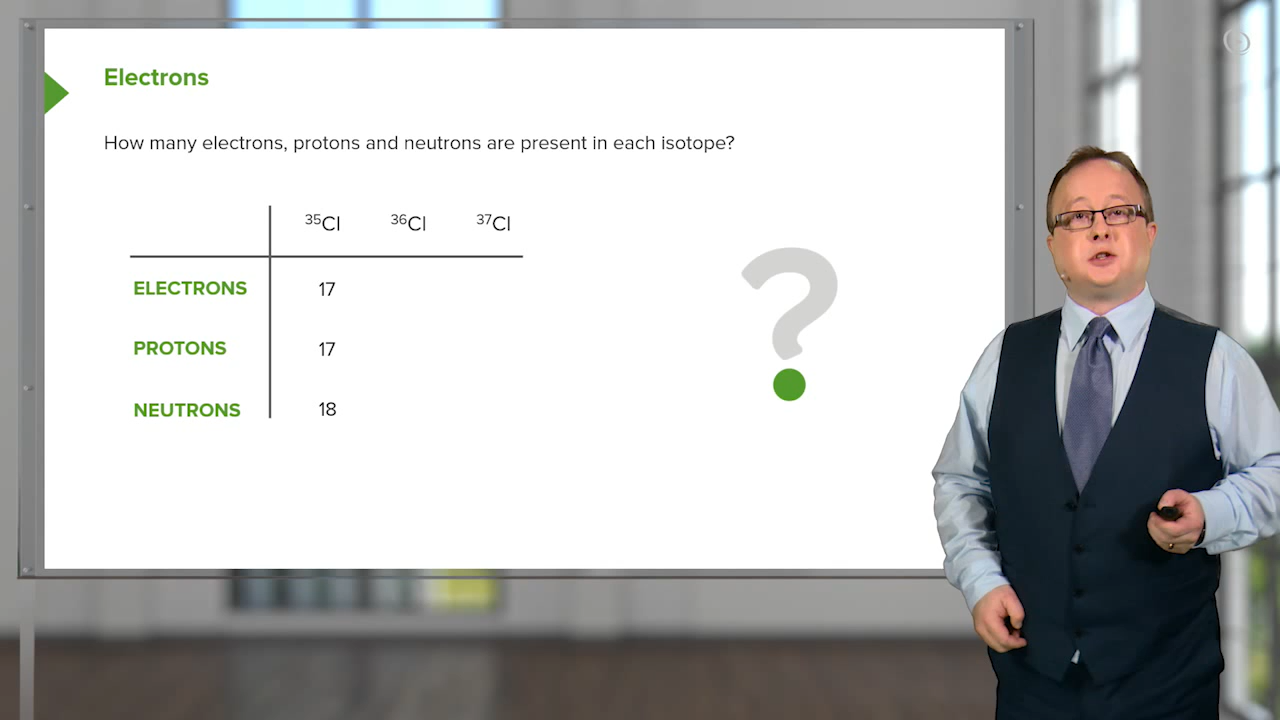 Electrons
How many electrons, protons and neutrons are present in each isotope?
³⁵Cl ³⁶Cl ³⁷Cl
ELECTRONS 17
PROTONS 17
NEUTRONS 18
?